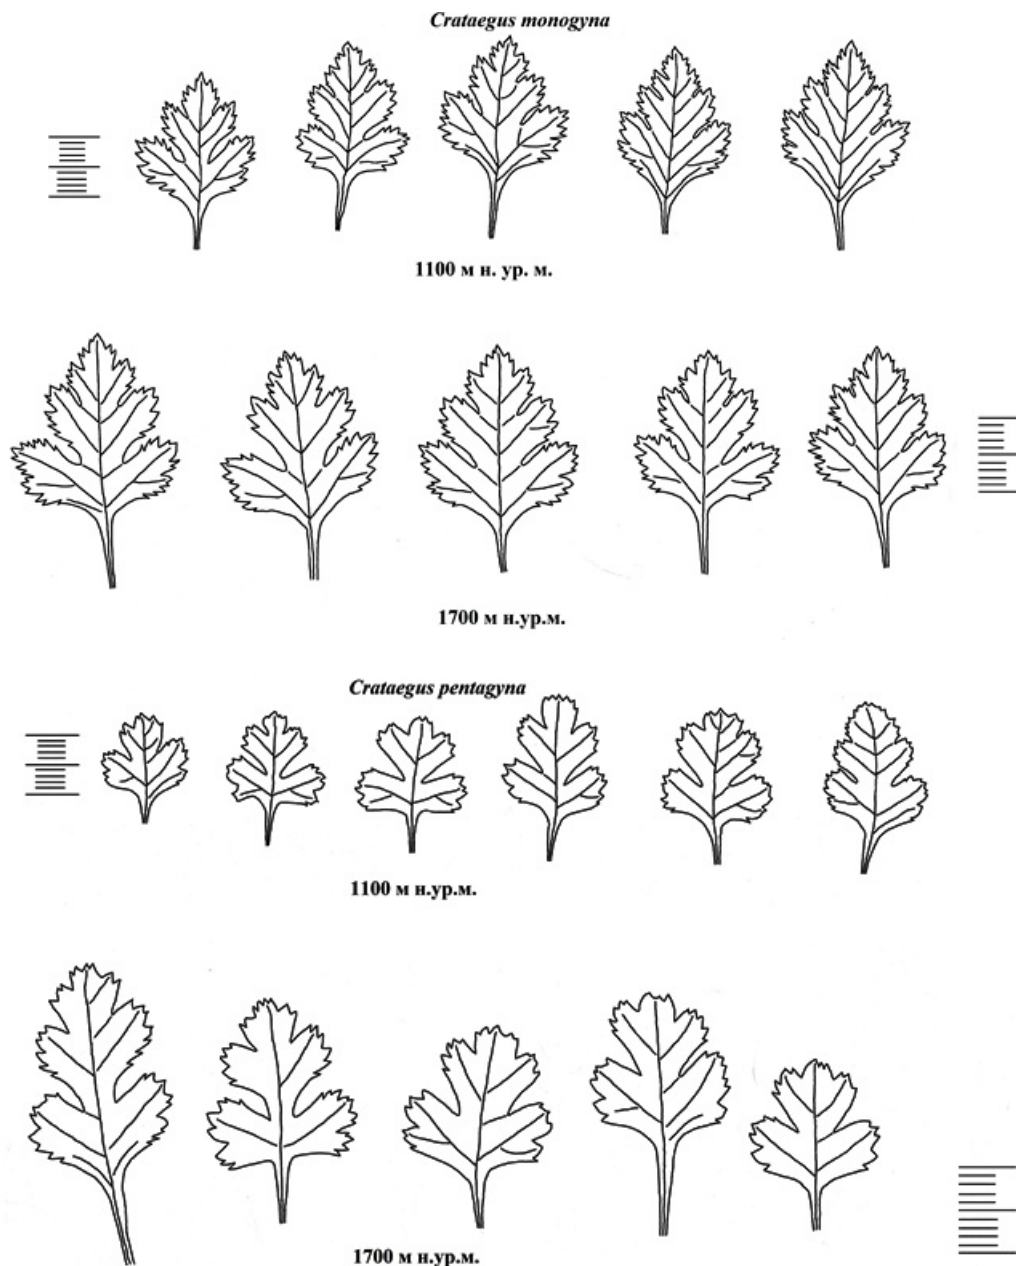 Crataegus monogyna
1100 м н. ур. м.
1700 м н.ур.м.
Crataegus pentagyna
1100 м н.ур.м.
1700 м н.ур.м.